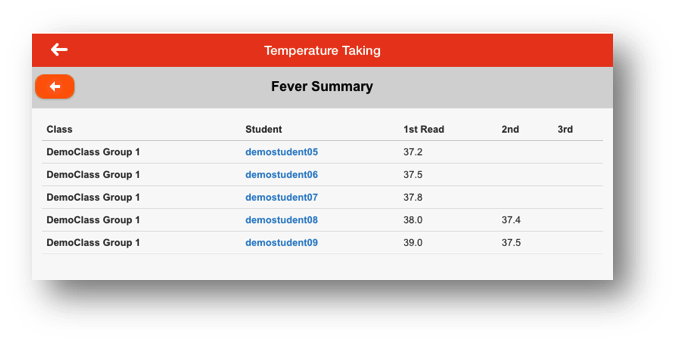 Temperature Taking
Fever Summary
Class Student 1st Read 2nd 3rd
DemoClass Group 1 demostudent05 37.2
DemoClass Group 1 demostudent06 37.5
DemoClass Group 1 demostudent07 37.8
DemoClass Group 1 demostudent08 38.0 37.4
DemoClass Group 1 demostudent09 39.0 37.5